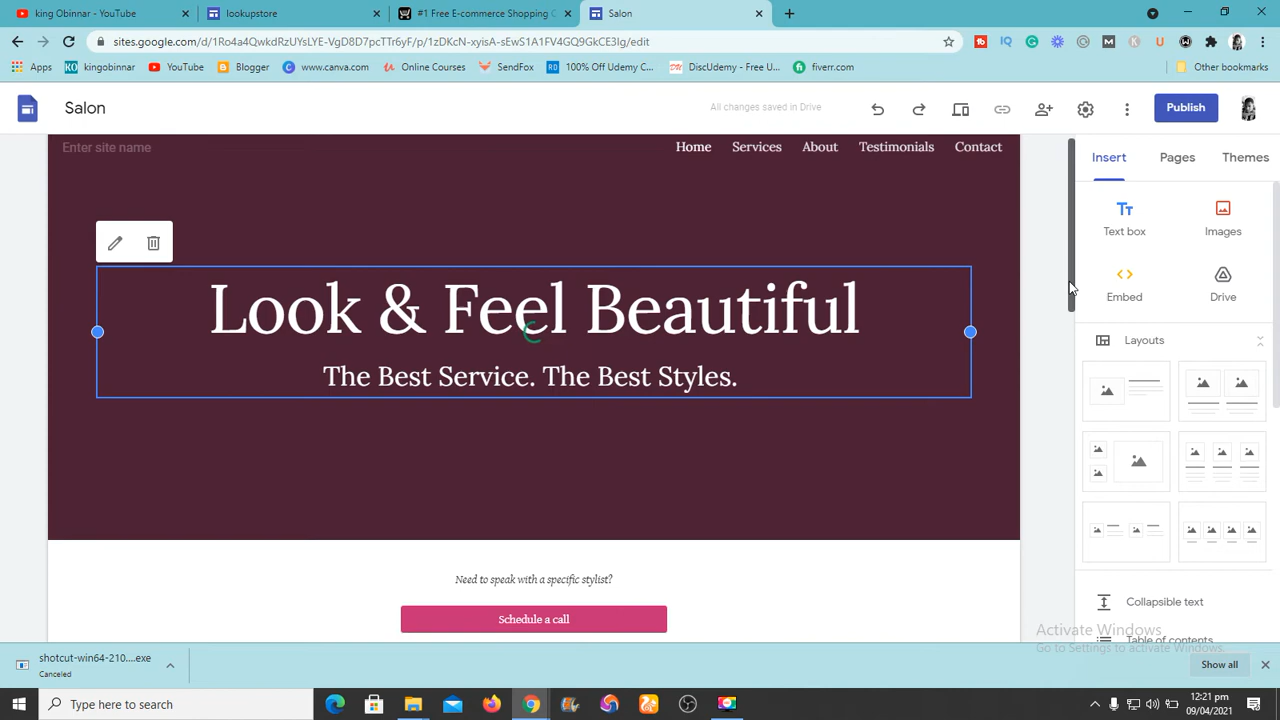 king Obinnar - YouTube
lookupstore
#1 Free E-commerce Shopping C
Salon
sites.google.com/d/1Ro4a4QwkdRzUYsLYE-VgD8D7pcTTr6yF/p/1zDKcN-xyisA-sEwS1A1FV4GQ9GkCE3Ig/edit
Apps
kingobinnar
YouTube
Blogger
www.canva.com
Online Courses
SendFox
100% Off Udemy C...
DiscUdemy - Free U...
fiverr.com
Other bookmarks
Salon
All changes saved in Drive
Publish
Enter site name
Home
Services
About
Testimonials
Contact
Insert
Pages
Themes
Text box
Images
Embed
Drive
Look & Feel Beautiful
The Best Service. The Best Styles.
Layouts
Need to speak with a specific stylist?
Schedule a call
Collapsible text
Table of contents
Activate Windows
Go to Settings to activate Windows.
shotcut-win64-210....exe
Canceled
Show all
Type here to search
12:21 pm
09/04/2021